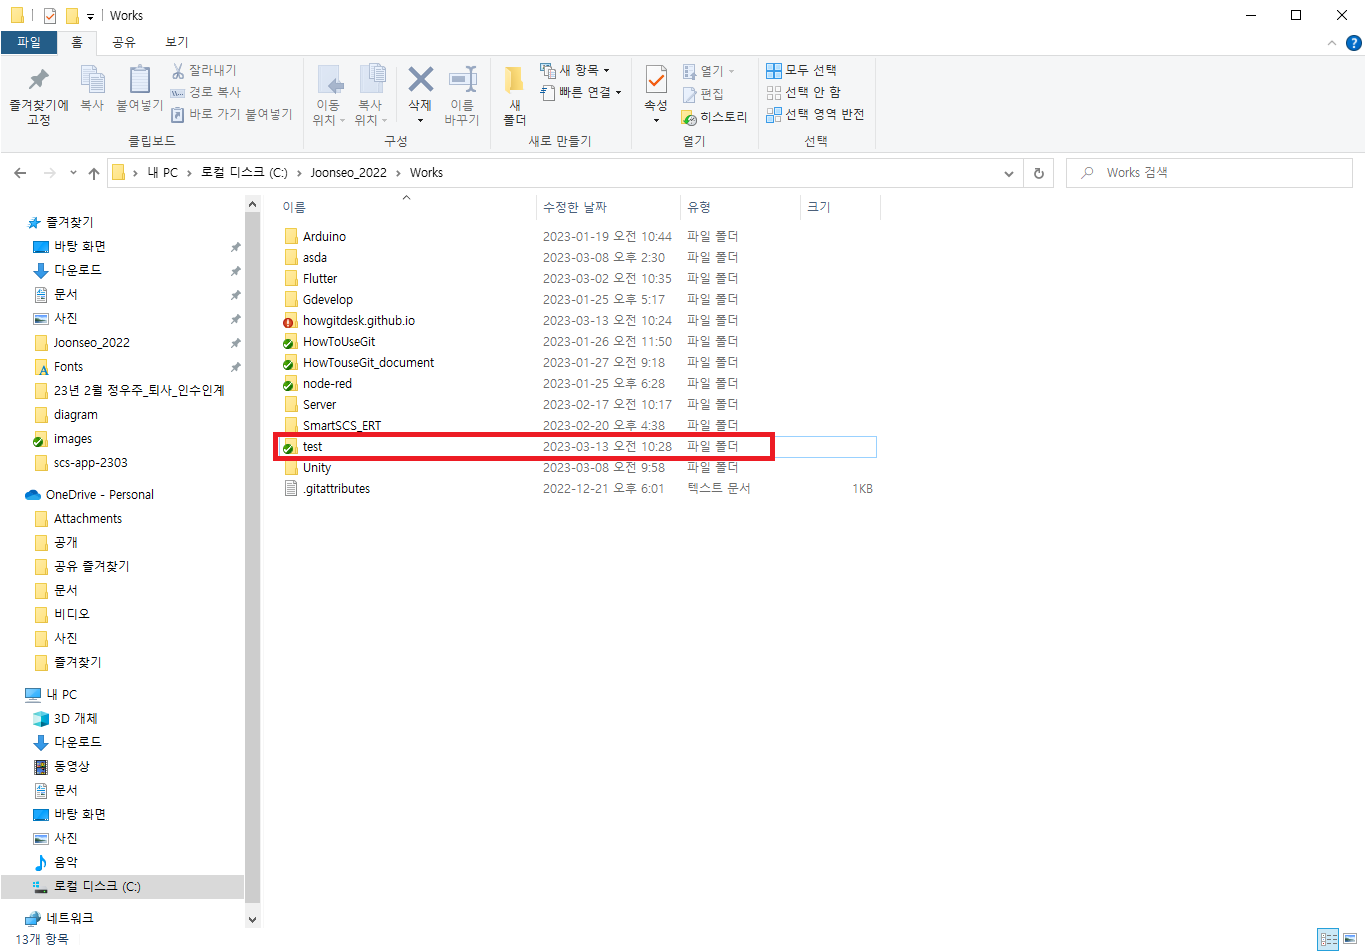 Works
파일 홈 공유 보기
즐겨찾기에 고정
복사
붙여넣기
잘라내기
경로 복사
바로 가기 붙여넣기
클립보드
이동 위치
복사 위치
삭제
이름 바꾸기
구성
새 폴더
새 항목
빠른 연결
새로 만들기
속성
열기
편집
히스토리
열기
모두 선택
선택 안 함
선택 영역 반전
선택
내 PC > 로컬 디스크 (C:) > Joonseo_2022 > Works
Works 검색
즐겨찾기
바탕 화면
다운로드
문서
사진
Joonseo_2022
Fonts
23년 2월 정우주_퇴사_인수인계
diagram
images
scs-app-2303
OneDrive - Personal
Attachments
공개
공유 즐겨찾기
문서
비디오
사진
즐겨찾기
내 PC
3D 개체
다운로드
동영상
문서
바탕 화면
사진
음악
로컬 디스크 (C:)
네트워크
이름 수정한 날짜 유형 크기
Arduino 2023-01-19 오전 10:44 파일 폴더
asda 2023-03-08 오후 2:30 파일 폴더
Flutter 2023-03-02 오전 10:35 파일 폴더
Gdevelop 2023-01-25 오후 5:17 파일 폴더
howgitdesk.github.io 2023-03-13 오전 10:24 파일 폴더
HowToUseGit 2023-01-26 오전 11:50 파일 폴더
HowTouseGit_document 2023-01-27 오전 9:18 파일 폴더
node-red 2023-01-25 오후 6:28 파일 폴더
Server 2023-02-17 오전 10:17 파일 폴더
SmartSCS_ERT 2023-02-20 오후 4:38 파일 폴더
test 2023-03-13 오전 10:28 파일 폴더
Unity 2023-03-08 오전 9:58 파일 폴더
.gitattributes 2022-12-21 오후 6:01 텍스트 문서 1KB
13개 항목